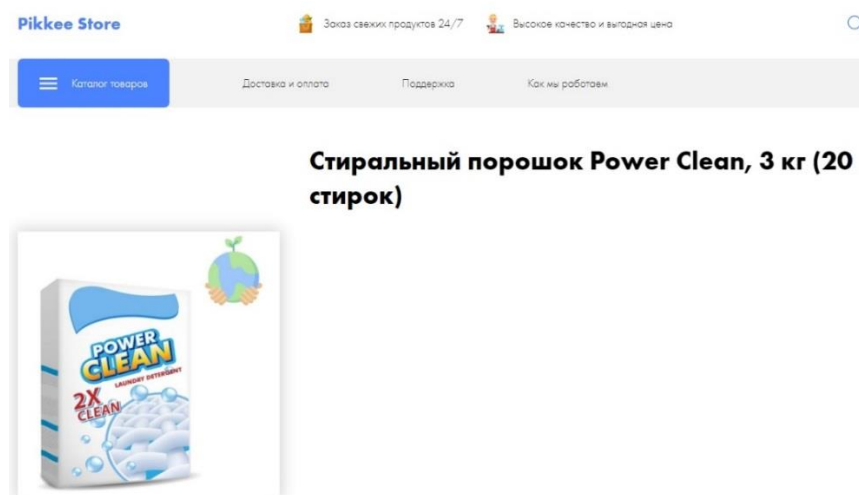 Pikkee Store
Заказ свежих продуктов 24/7
Высокое качество и выгодная цена
Каталог товаров
Доставка и оплата
Поддержка
Как мы работаем
Стиральный порошок Power Clean, 3 кг (20
стирок)
POWER
CLEAN
LAUNDRY DETERGENT
2X
CLEAN